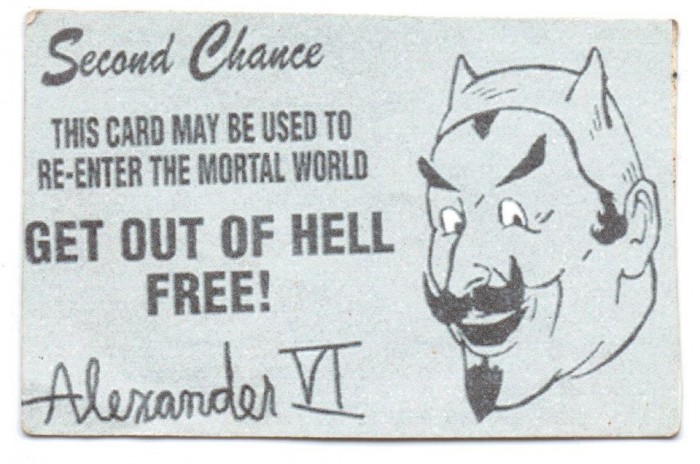 Second Chance
THIS CARD MAY BE USED TO
RE-ENTER THE MORTAL WORLD
GET OUT OF HELL
FREE!
Alexander VI